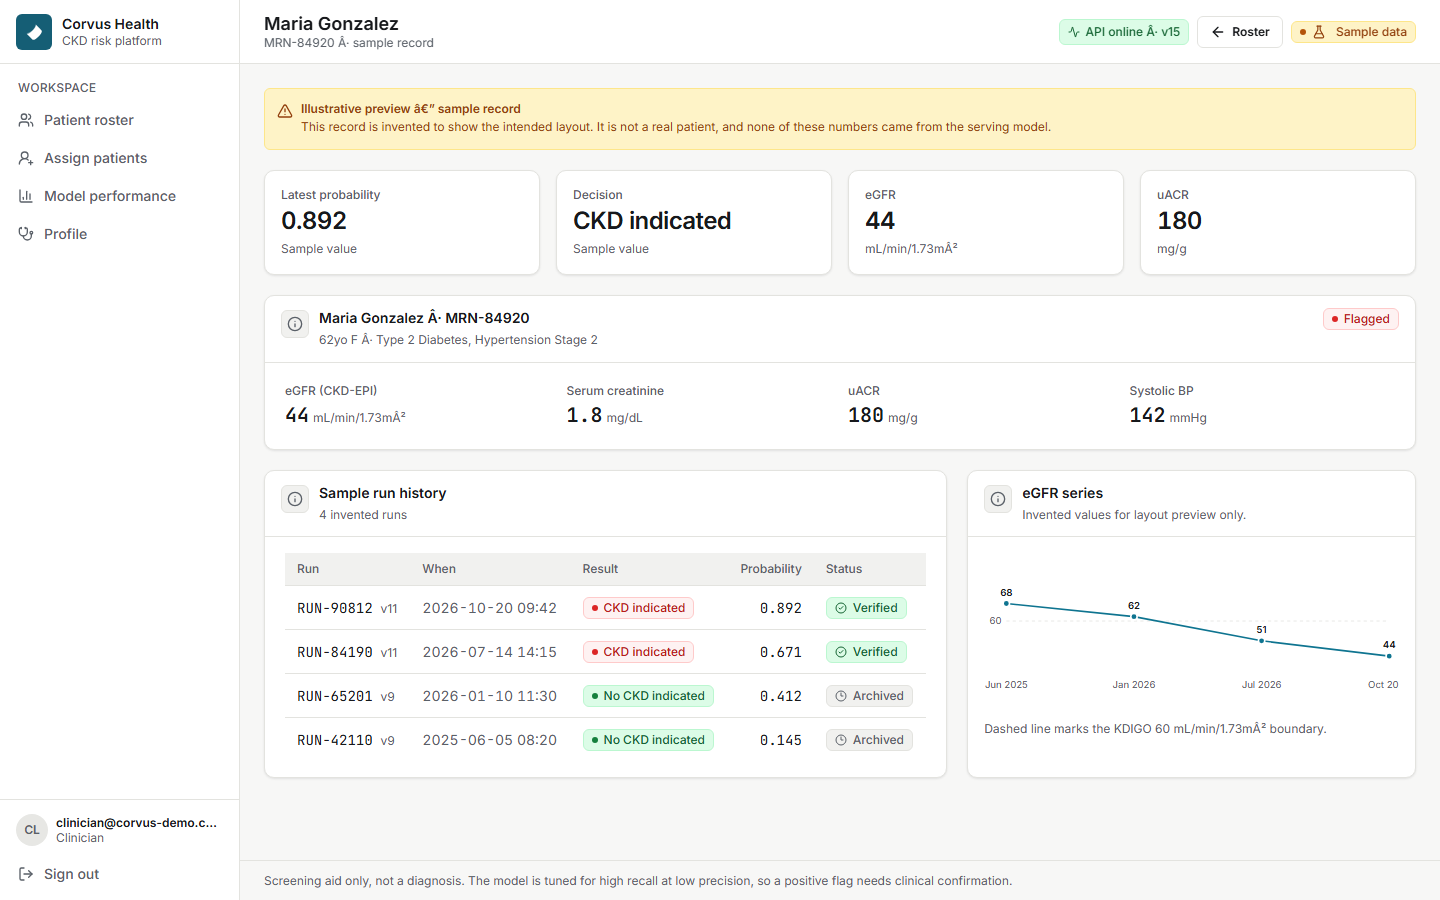 Corvus Health
CKD risk platform
WORKSPACE
Patient roster
Assign patients
Model performance
Profile
clinician@corvus-demo.c...
CL
Clinician
Sign out
Maria Gonzalez
MRN-84920 Â· sample record
API online Â· v15
Roster
Sample data
Illustrative preview â€” sample record
This record is invented to show the intended layout. It is not a real patient, and none of these numbers came from the serving model.
Latest probability
0.892
Sample value
Decision
CKD indicated
Sample value
eGFR
44
mL/min/1.73mÂ²
uACR
180
mg/g
Maria Gonzalez Â· MRN-84920
62yo F Â· Type 2 Diabetes, Hypertension Stage 2
Flagged
eGFR (CKD-EPI)
44 mL/min/1.73mÂ²
Serum creatinine
1.8 mg/dL
uACR
180 mg/g
Systolic BP
142 mmHg
Sample run history
4 invented runs
Run When Result Probability Status
RUN-90812 v11 2026-10-20 09:42 CKD indicated 0.892 Verified
RUN-84190 v11 2026-07-14 14:15 CKD indicated 0.671 Verified
RUN-65201 v9 2026-01-10 11:30 No CKD indicated 0.412 Archived
RUN-42110 v9 2025-06-05 08:20 No CKD indicated 0.145 Archived
eGFR series
Invented values for layout preview only.
68
62
60
51
44
Jun 2025 Jan 2026 Jul 2026 Oct 20
Dashed line marks the KDIGO 60 mL/min/1.73mÂ² boundary.
Screening aid only, not a diagnosis. The model is tuned for high recall at low precision, so a positive flag needs clinical confirmation.